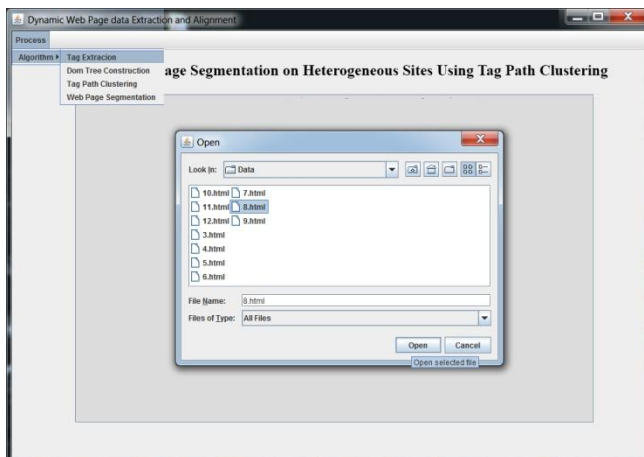 Dynamic Web Page data Extraction and Alignment
Process
Algorithm
Tag Extracion
Dom Tree Construction
Tag Path Clustering
Web Page Segmentation
age Segmentation on Heterogeneous Sites Using Tag Path Clustering
Open
Look In: Data
10.html 7.html
11.html 8.html
12.html 9.html
3.html
4.html
5.html
6.html
File Name: 8.html
Files of Type: All Files
Open Cancel
Open selected file